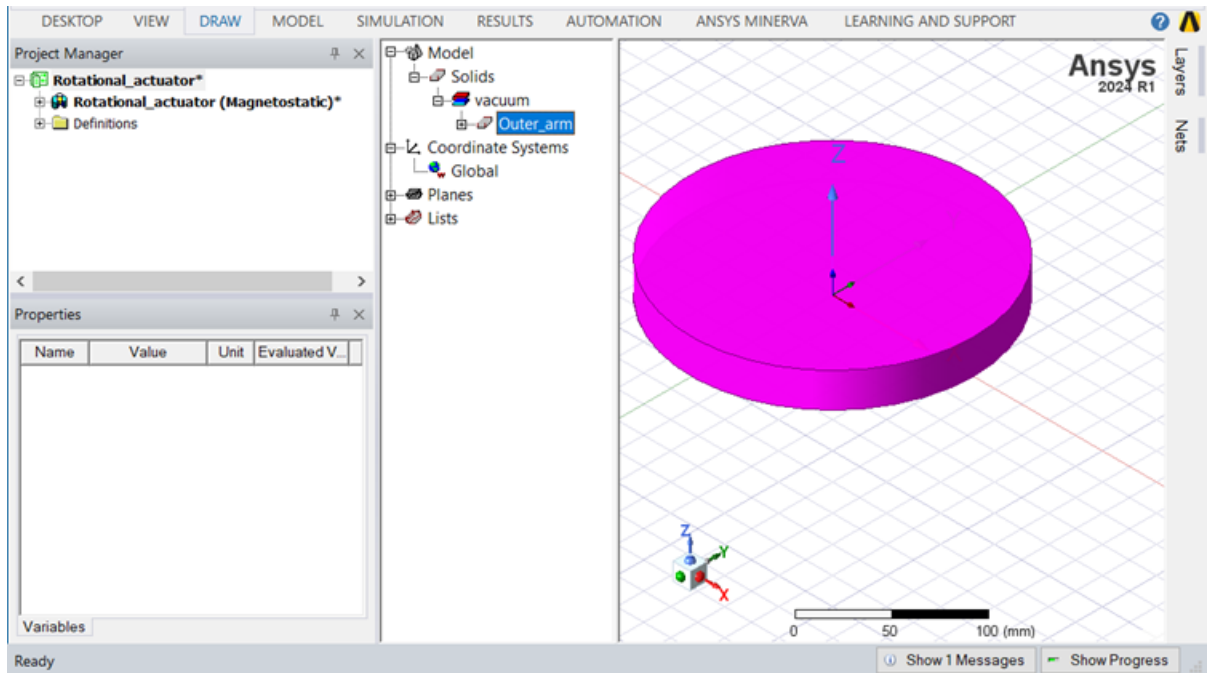 DESKTOP VIEW DRAW MODEL SIMULATION RESULTS AUTOMATION ANSYS MINERVA LEARNING AND SUPPORT
Project Manager
Rotational_actuator*
Rotational_actuator (Magnetostatic)*
Definitions
Properties
Name Value Unit Evaluated V...
Variables
Model
Solids
vacuum
Outer_arm
Coordinate Systems
Global
Planes
Lists
Ansys
2024 R1
Z
Z
Y
X
0 50 100 (mm)
Layers
Nets
Ready Show 1 Messages Show Progress